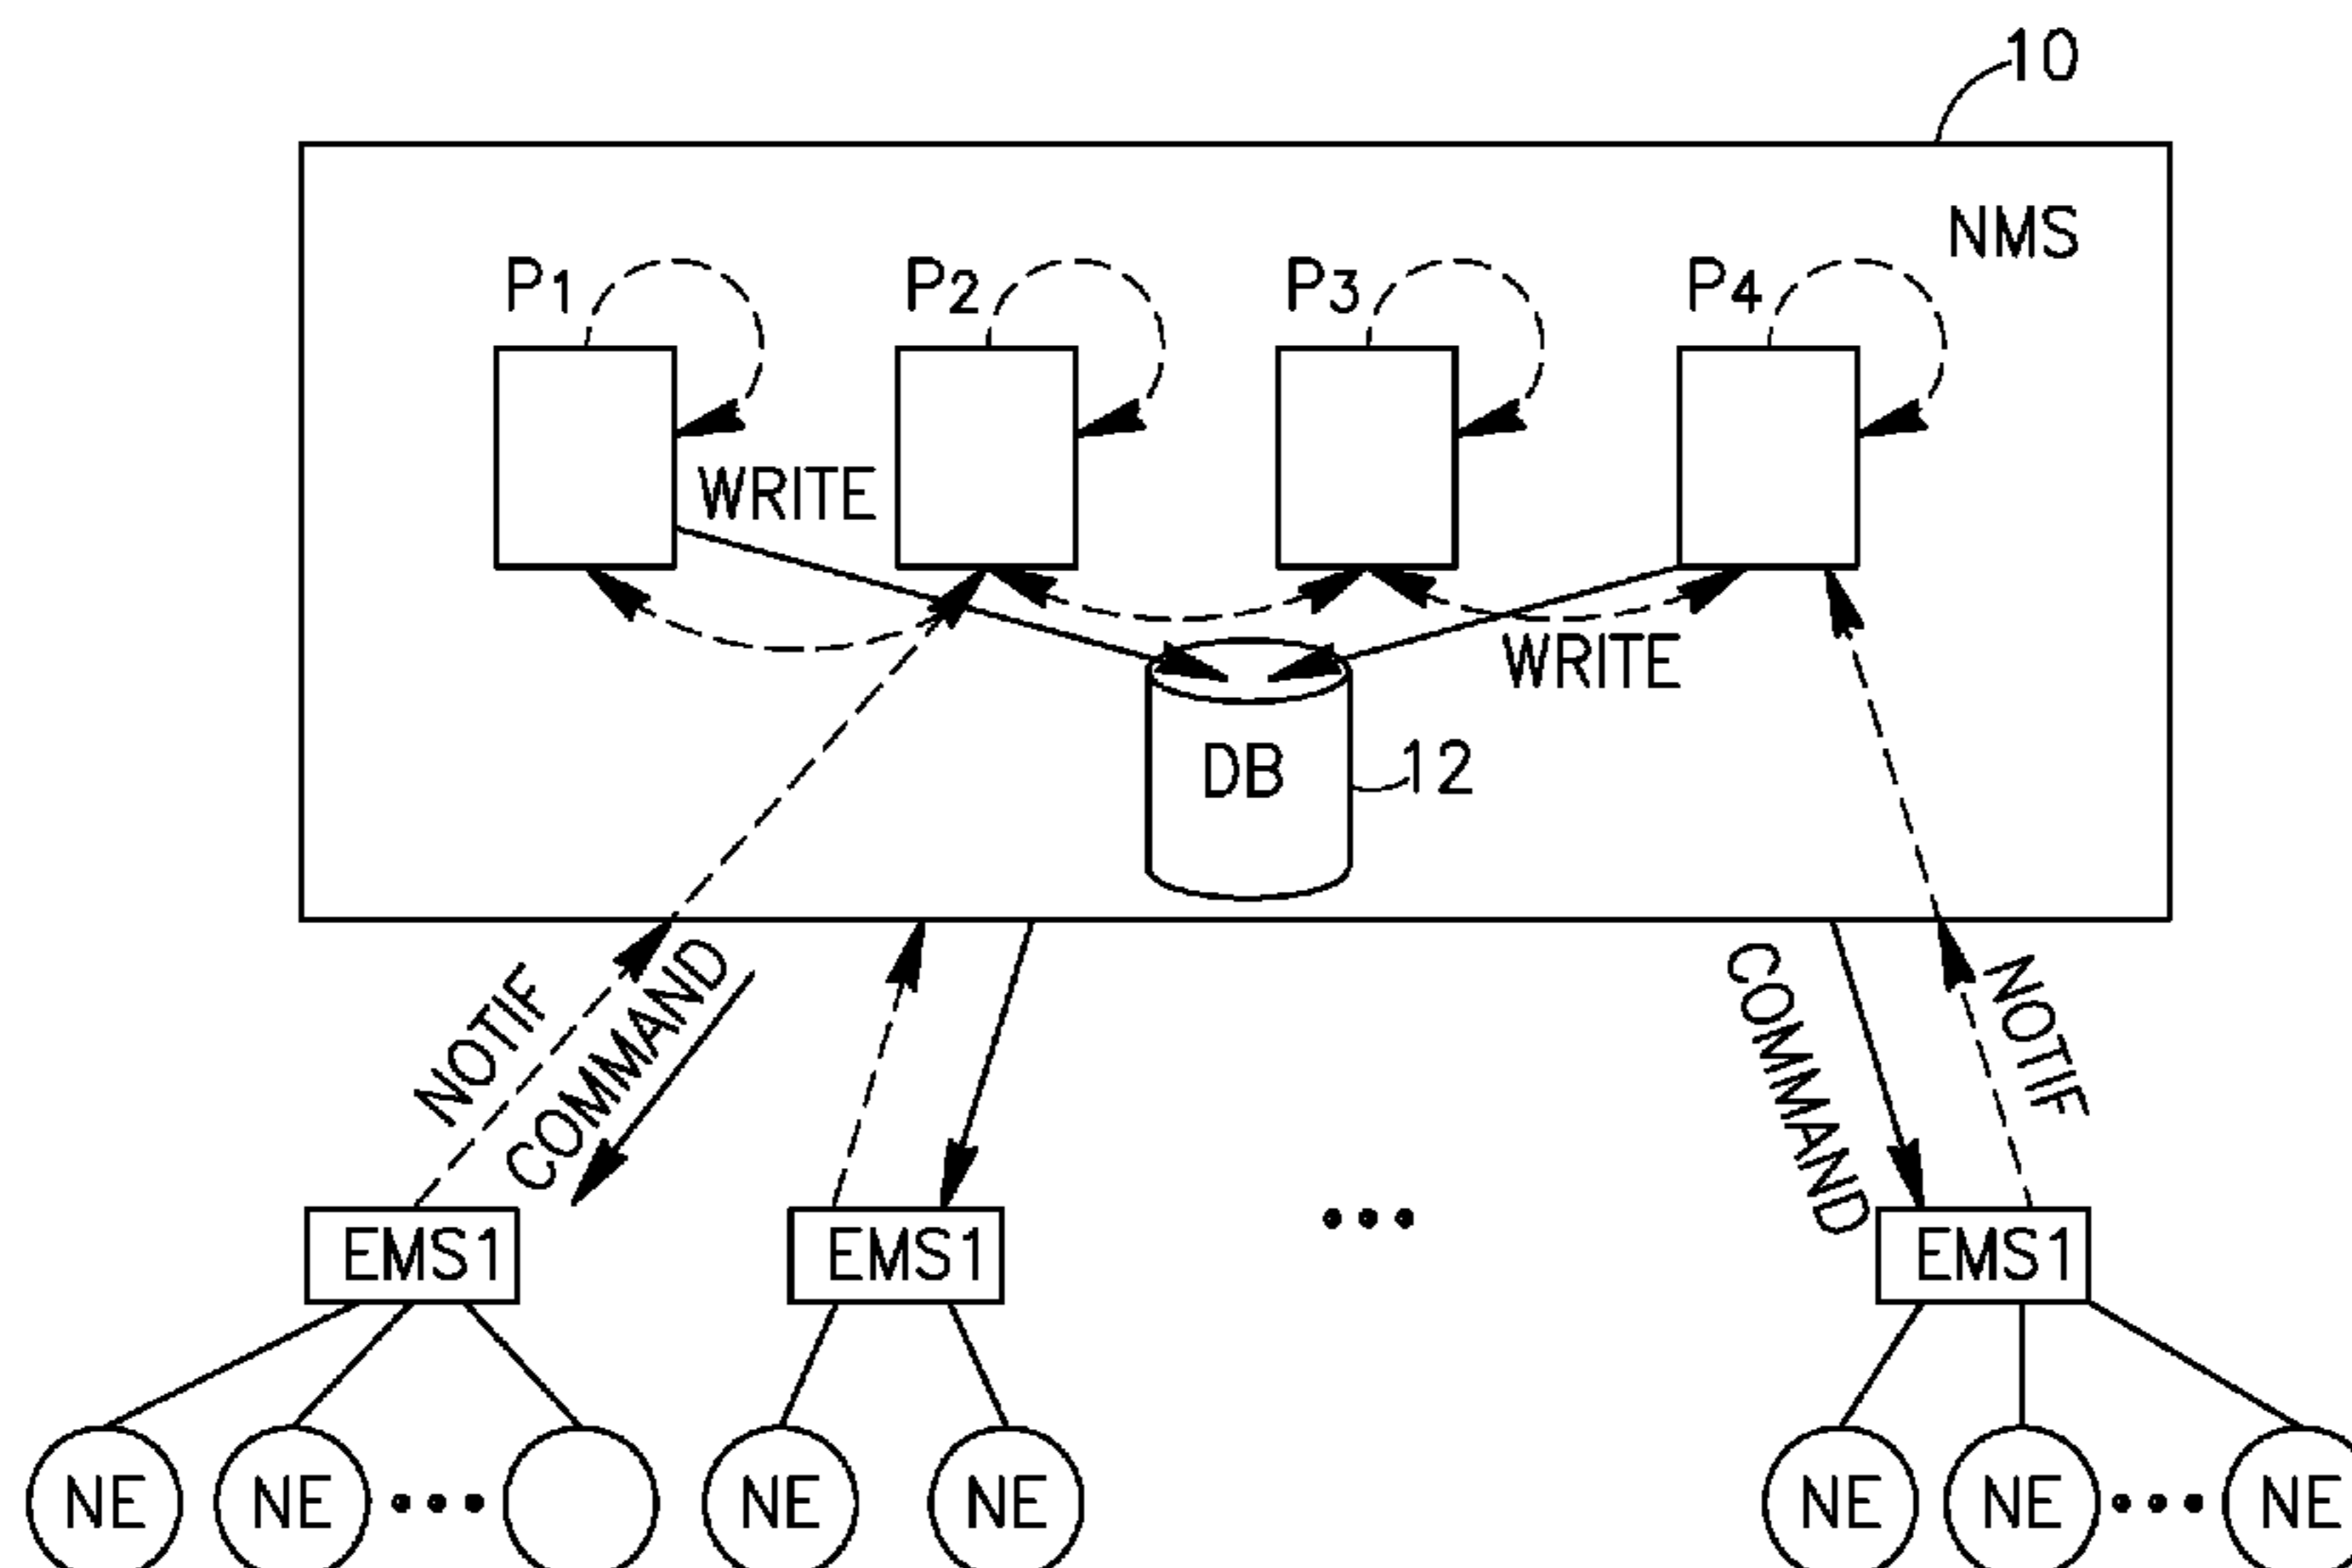 10
NMS
P1
P2
P3
P4
WRITE
WRITE
DB
12
NOTIF
COMMAND
COMMAND
NOTIF
EMS1
EMS1
EMS1
NE
NE
NE
NE
NE
NE
NE